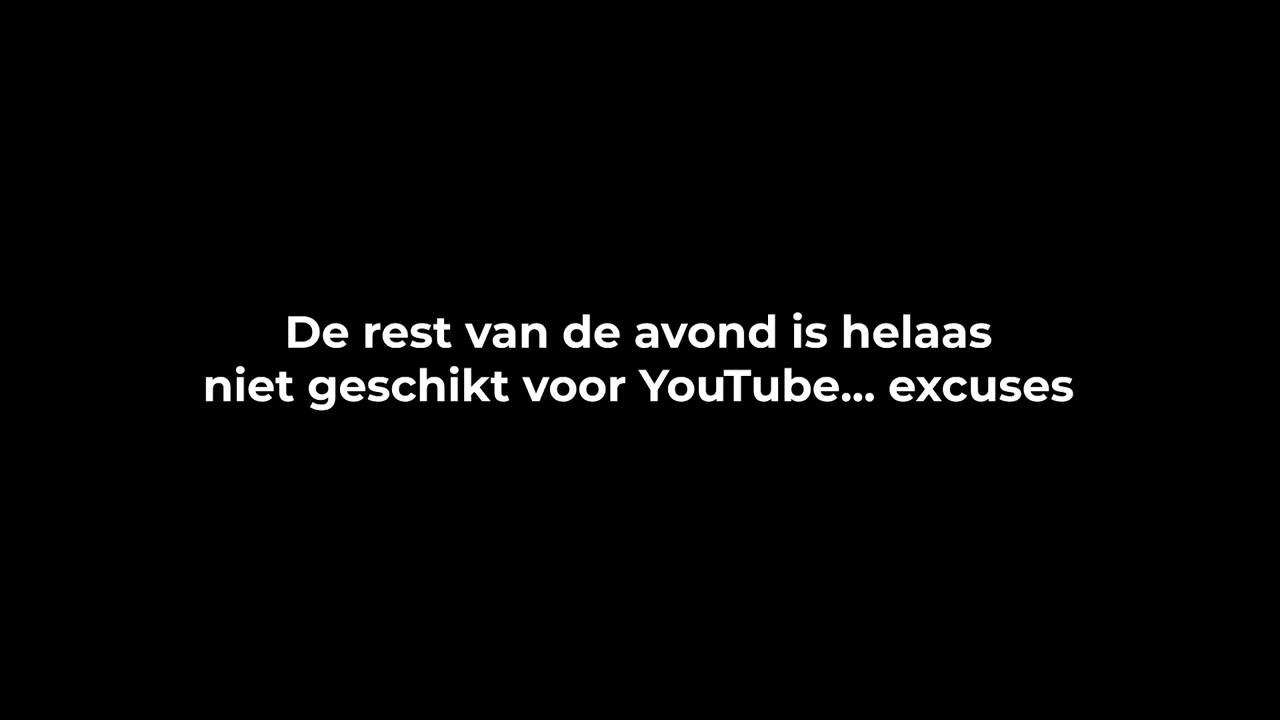 De rest van de avond is helaas
niet geschikt voor YouTube... excuses